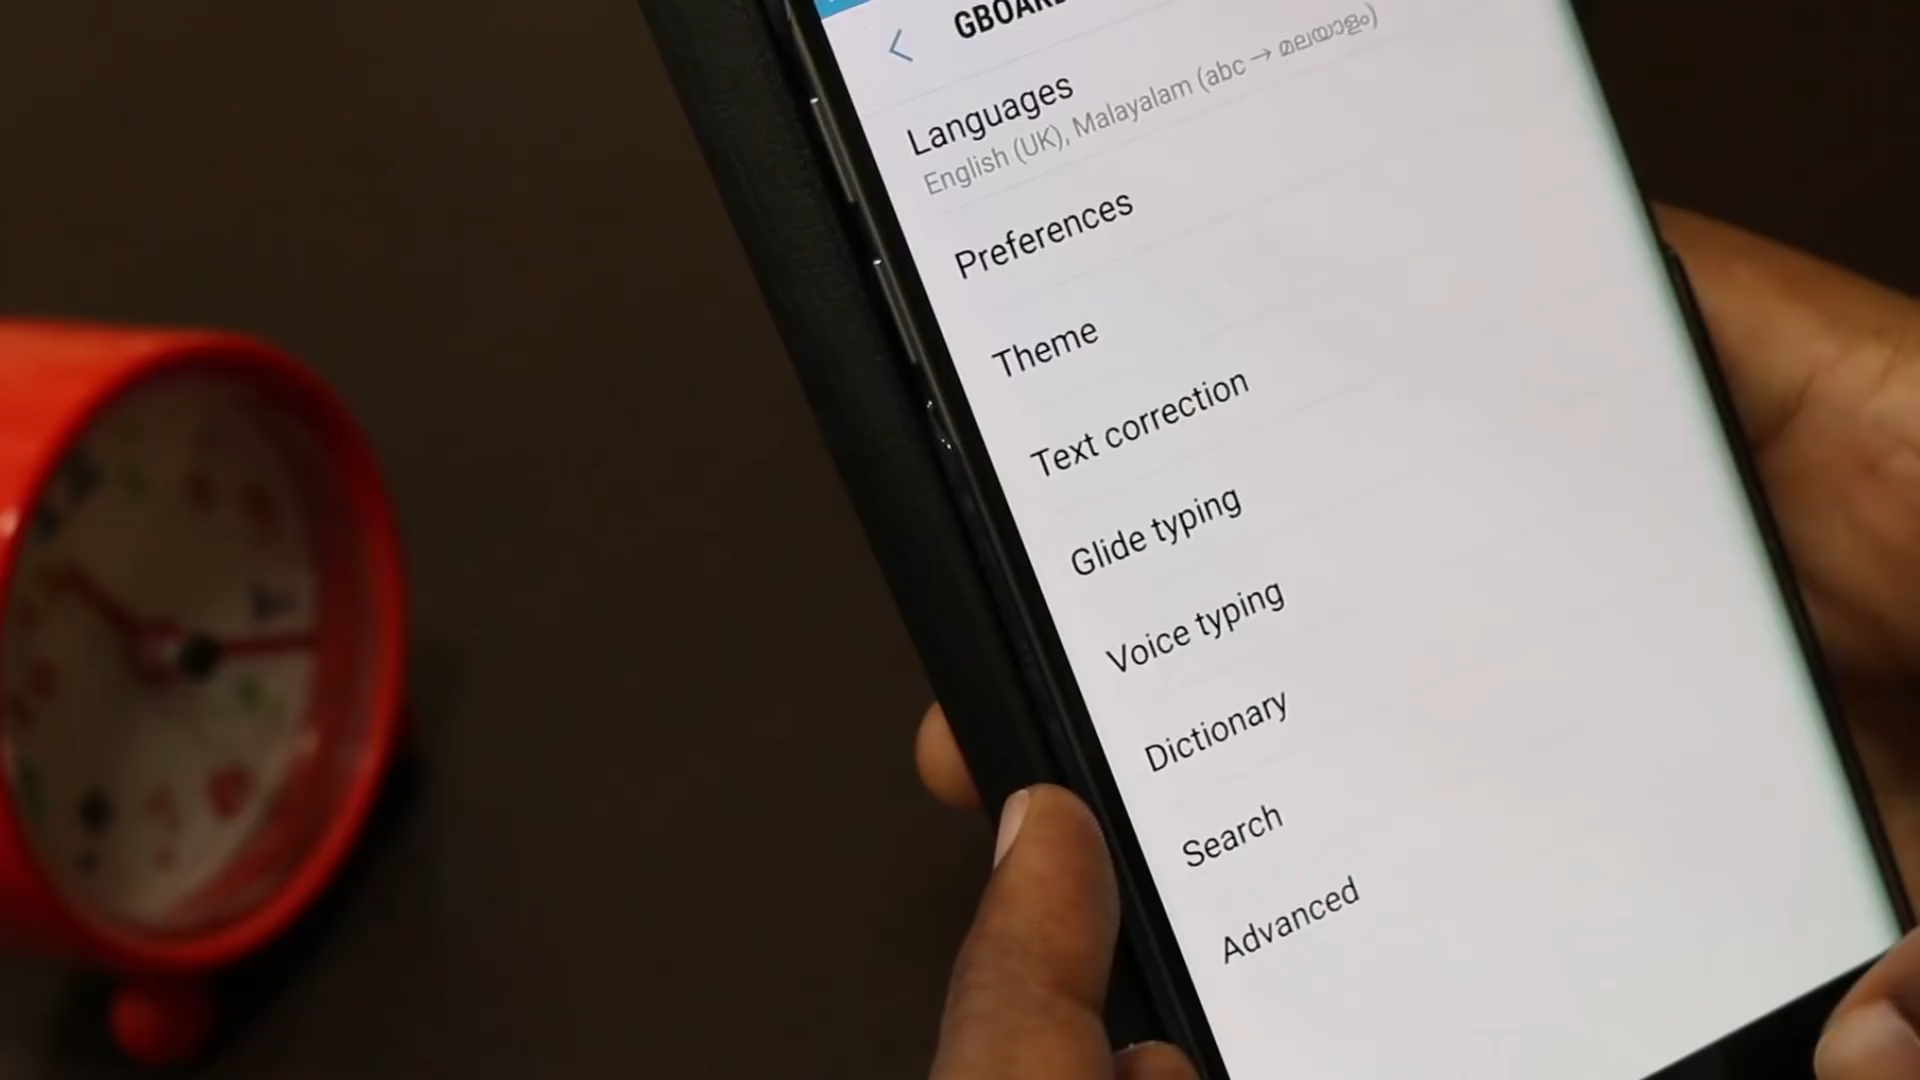 GBOARD
Languages
English (UK), Malayalam (abc → മലയാളം)
Preferences
Theme
Text correction
Glide typing
Voice typing
Dictionary
Search
Advanced